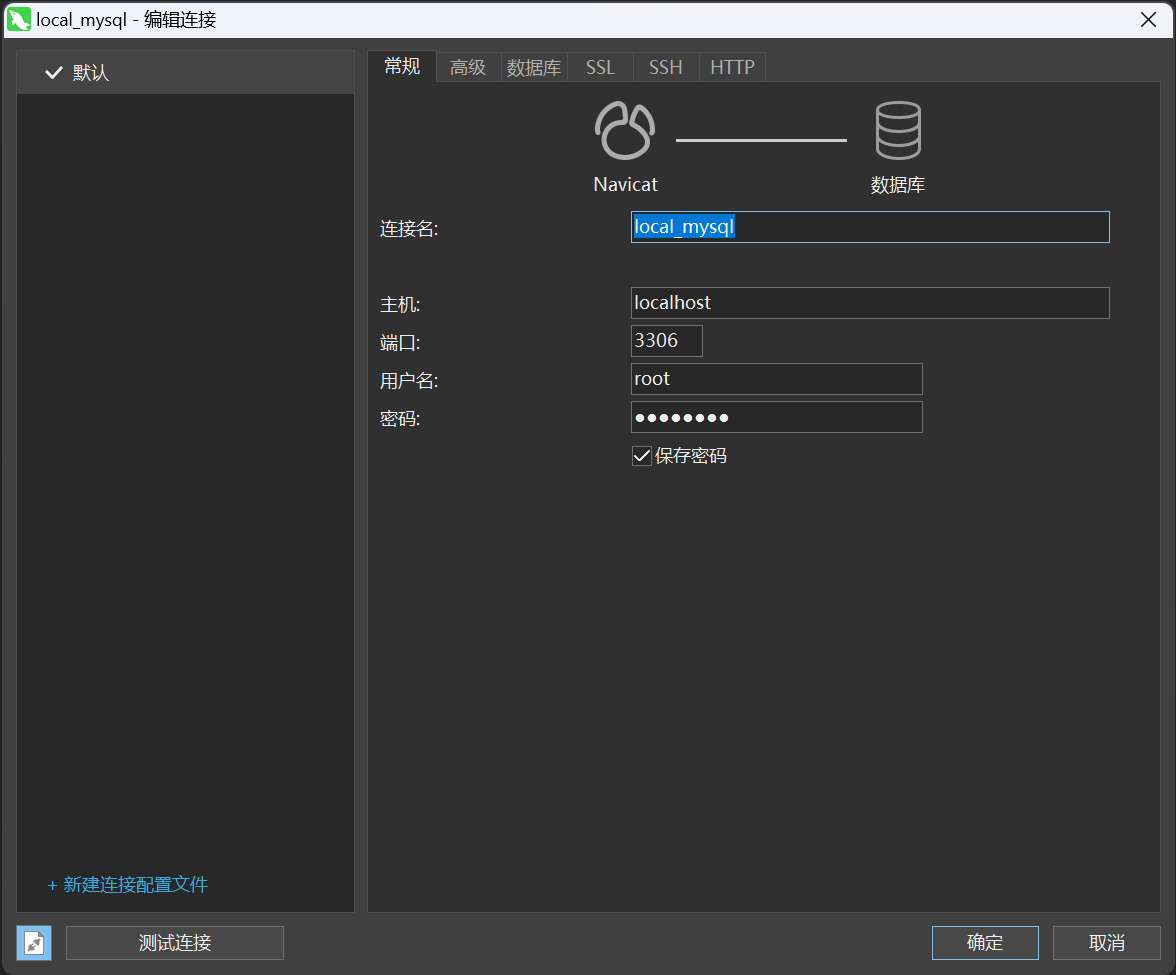 local_mysql - 编辑连接
默认
常规 高级 数据库 SSL SSH HTTP
Navicat 数据库
连接名: local_mysql
主机: localhost
端口: 3306
用户名: root
密码: ●●●●●●●●
保存密码
+ 新建连接配置文件
测试连接 确定 取消